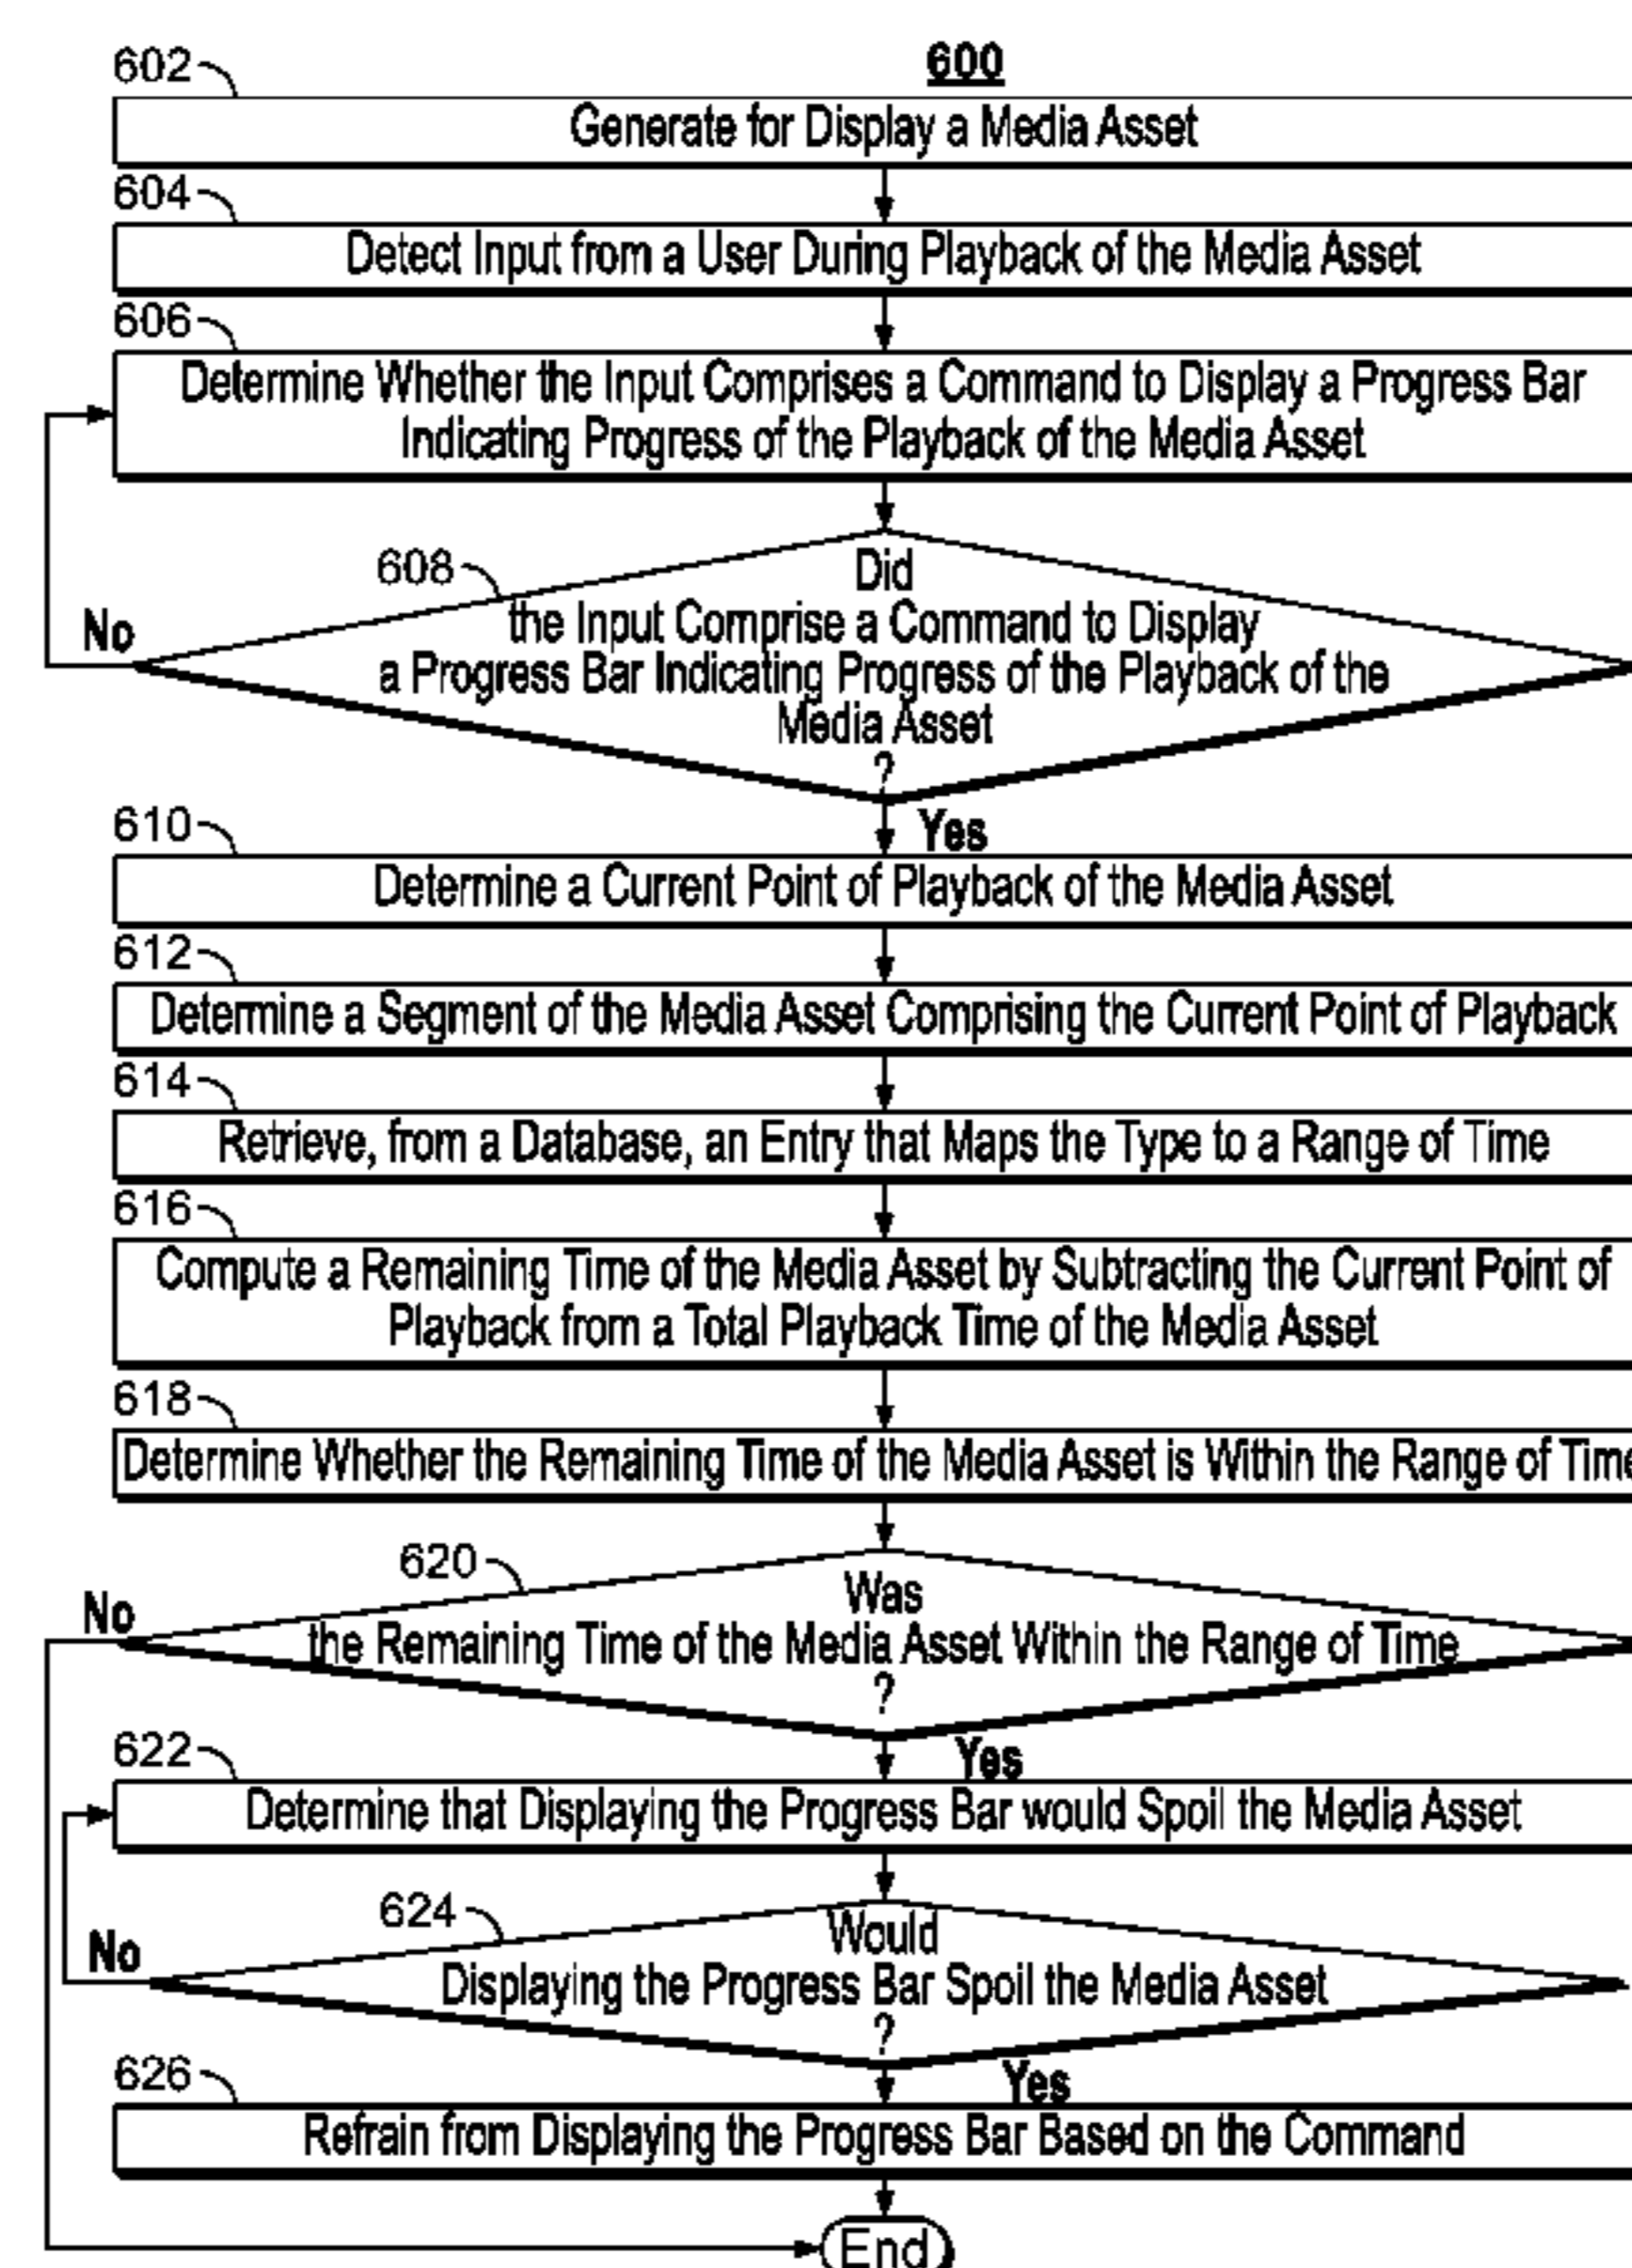 600
602
Generate for Display a Media Asset
604
Detect Input from a User During Playback of the Media Asset
606
Determine Whether the Input Comprises a Command to Display a Progress Bar
Indicating Progress of the Playback of the Media Asset
608
Did
the Input Comprise a Command to Display
a Progress Bar Indicating Progress of the Playback of the
Media Asset
?
No
Yes
610
Determine a Current Point of Playback of the Media Asset
612
Determine a Segment of the Media Asset Comprising the Current Point of Playback
614
Retrieve, from a Database, an Entry that Maps the Type to a Range of Time
616
Compute a Remaining Time of the Media Asset by Subtracting the Current Point of
Playback from a Total Playback Time of the Media Asset
618
Determine Whether the Remaining Time of the Media Asset is Within the Range of Time
620
Was
the Remaining Time of the Media Asset Within the Range of Time
?
No
Yes
622
Determine that Displaying the Progress Bar would Spoil the Media Asset
624
Would
Displaying the Progress Bar Spoil the Media Asset
?
No
Yes
626
Refrain from Displaying the Progress Bar Based on the Command
End